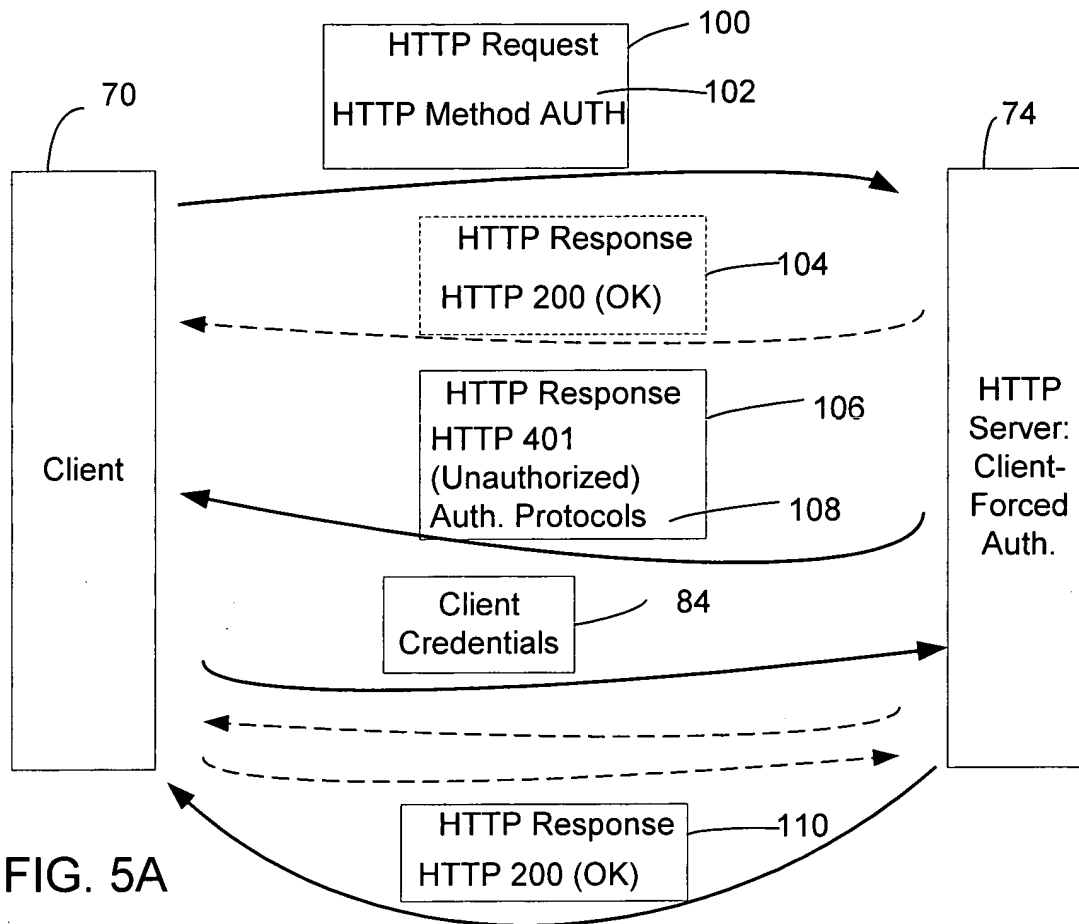 100
HTTP Request
102
HTTP Method AUTH
70
74
HTTP Response
104
HTTP 200 (OK)
HTTP Response
106
HTTP 401
(Unauthorized)
Auth. Protocols
108
Client
HTTP
Server:
Client-
Forced
Auth.
Client
Credentials
84
HTTP Response
110
HTTP 200 (OK)
FIG. 5A